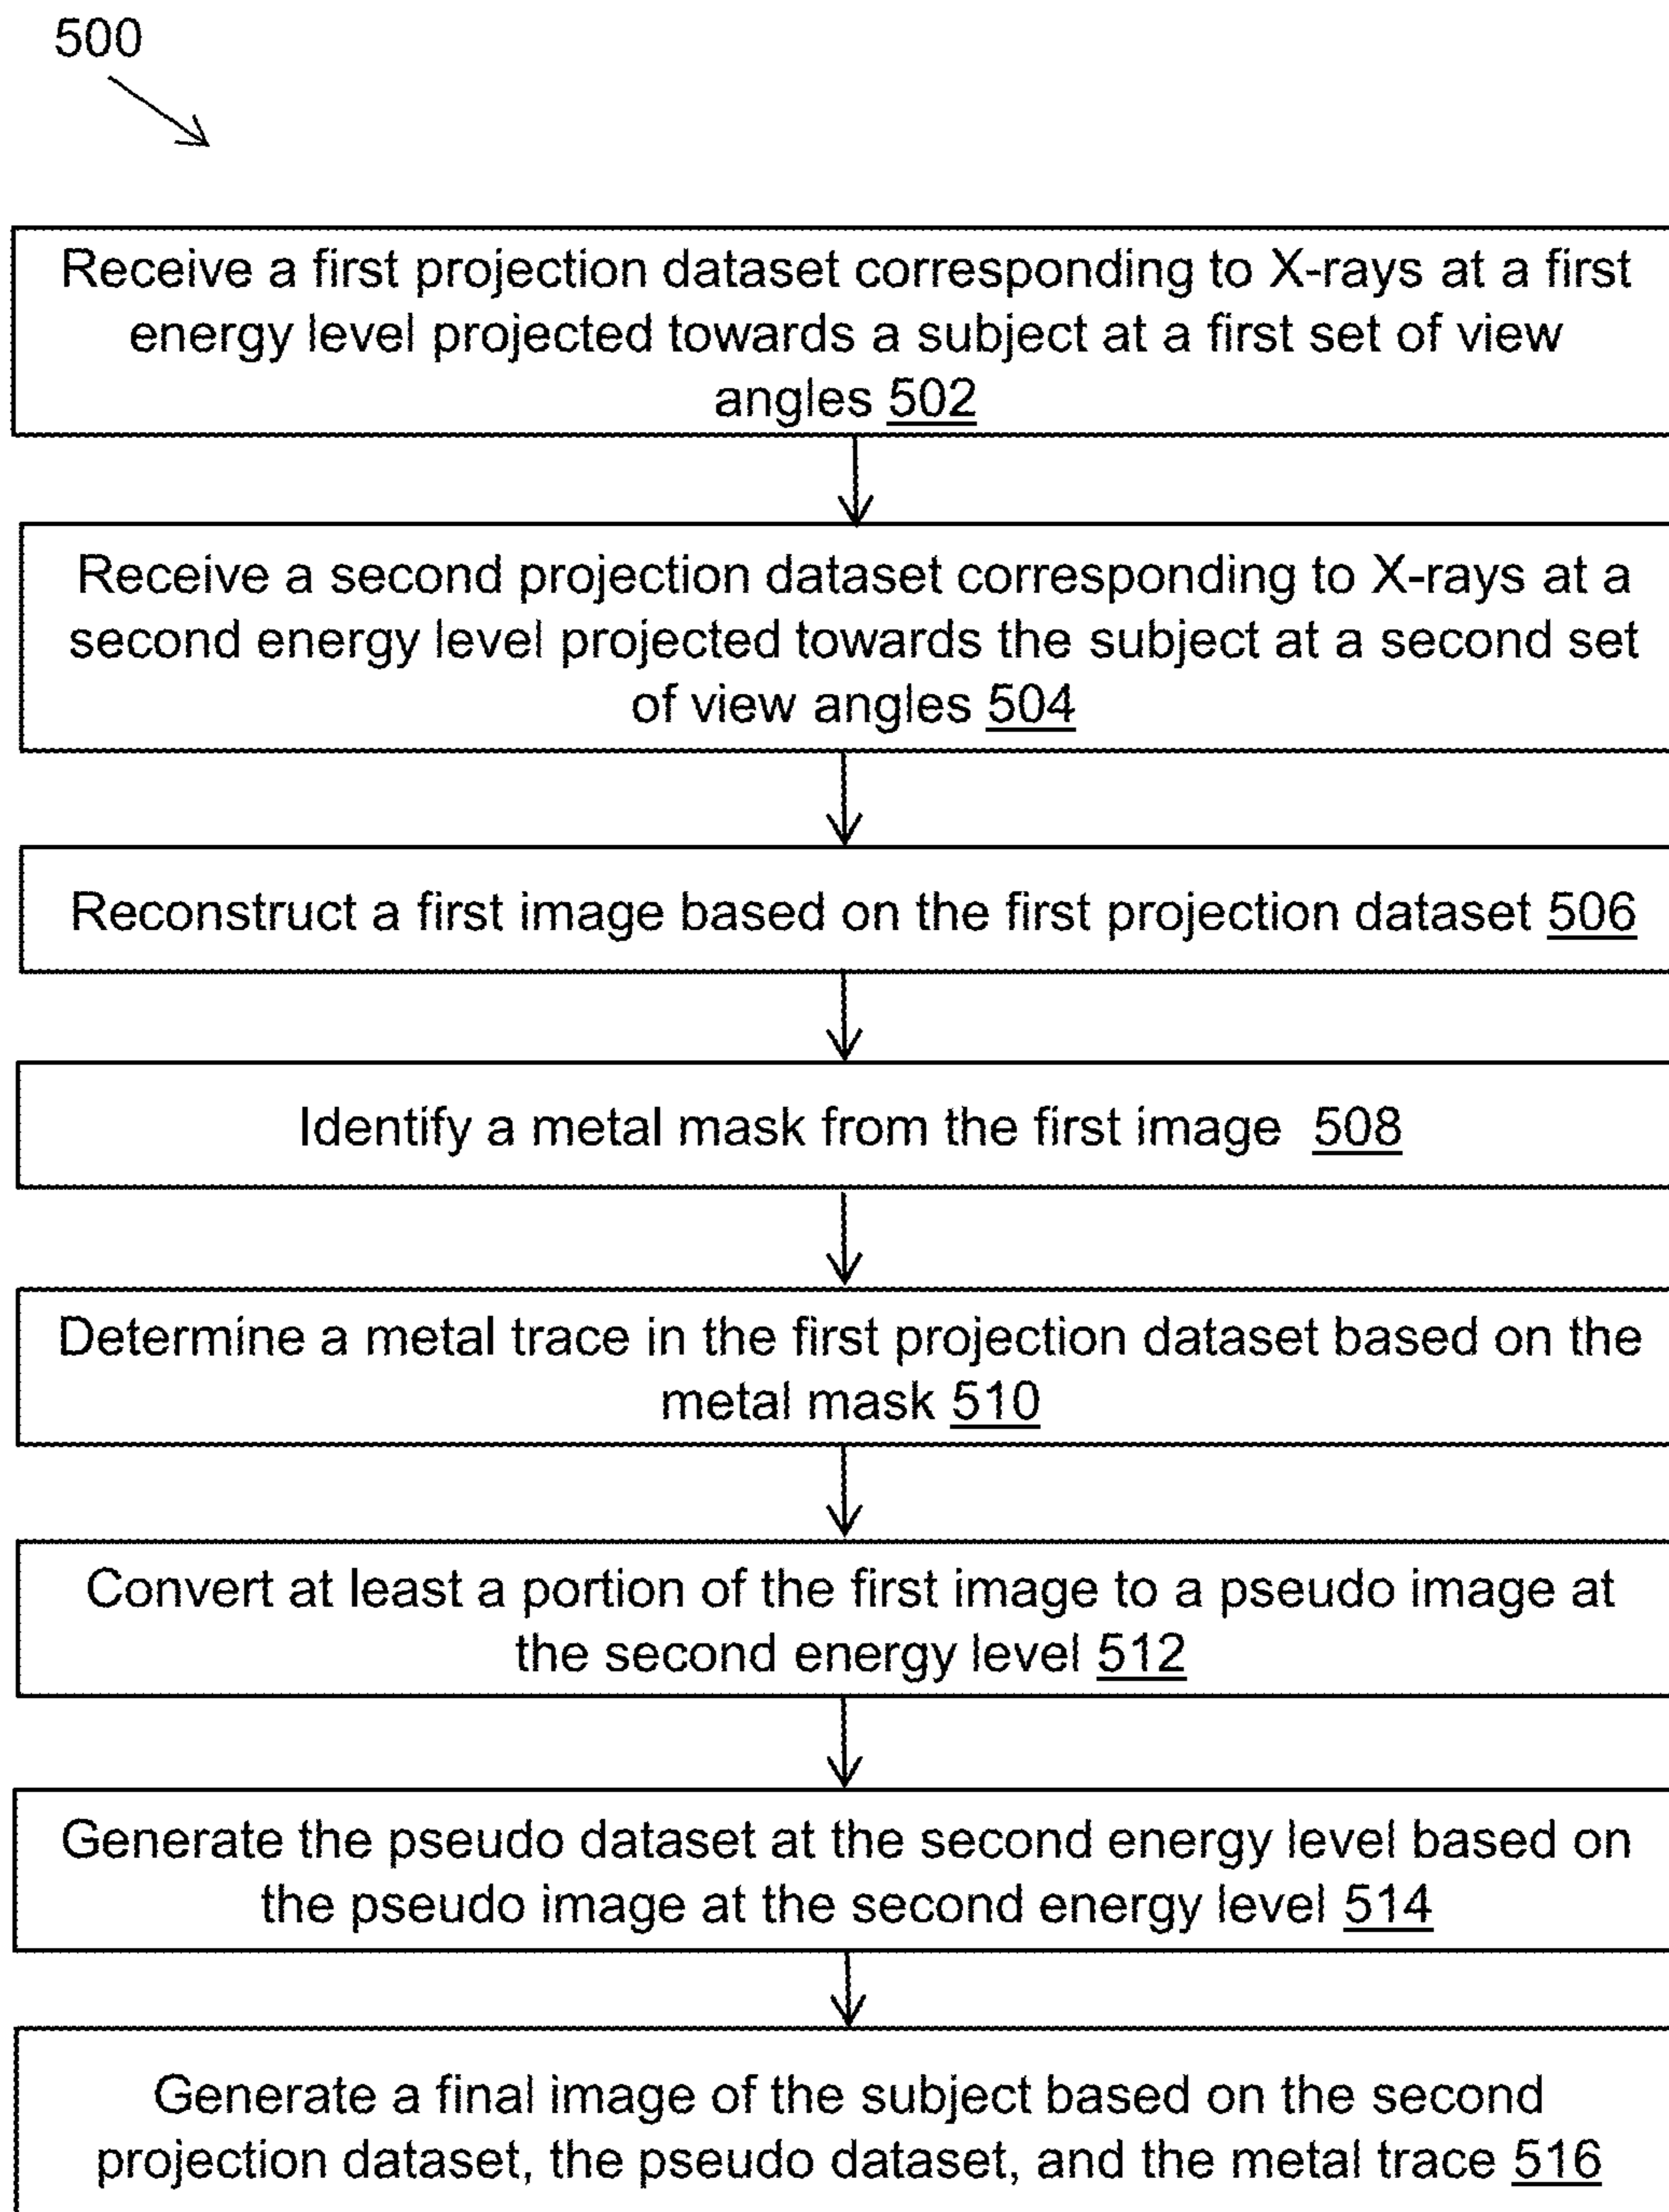 500
Receive a first projection dataset corresponding to X-rays at a first
energy level projected towards a subject at a first set of view
angles 502
Receive a second projection dataset corresponding to X-rays at a
second energy level projected towards the subject at a second set
of view angles 504
Reconstruct a first image based on the first projection dataset 506
Identify a metal mask from the first image 508
Determine a metal trace in the first projection dataset based on the
metal mask 510
Convert at least a portion of the first image to a pseudo image at
the second energy level 512
Generate the pseudo dataset at the second energy level based on
the pseudo image at the second energy level 514
Generate a final image of the subject based on the second
projection dataset, the pseudo dataset, and the metal trace 516